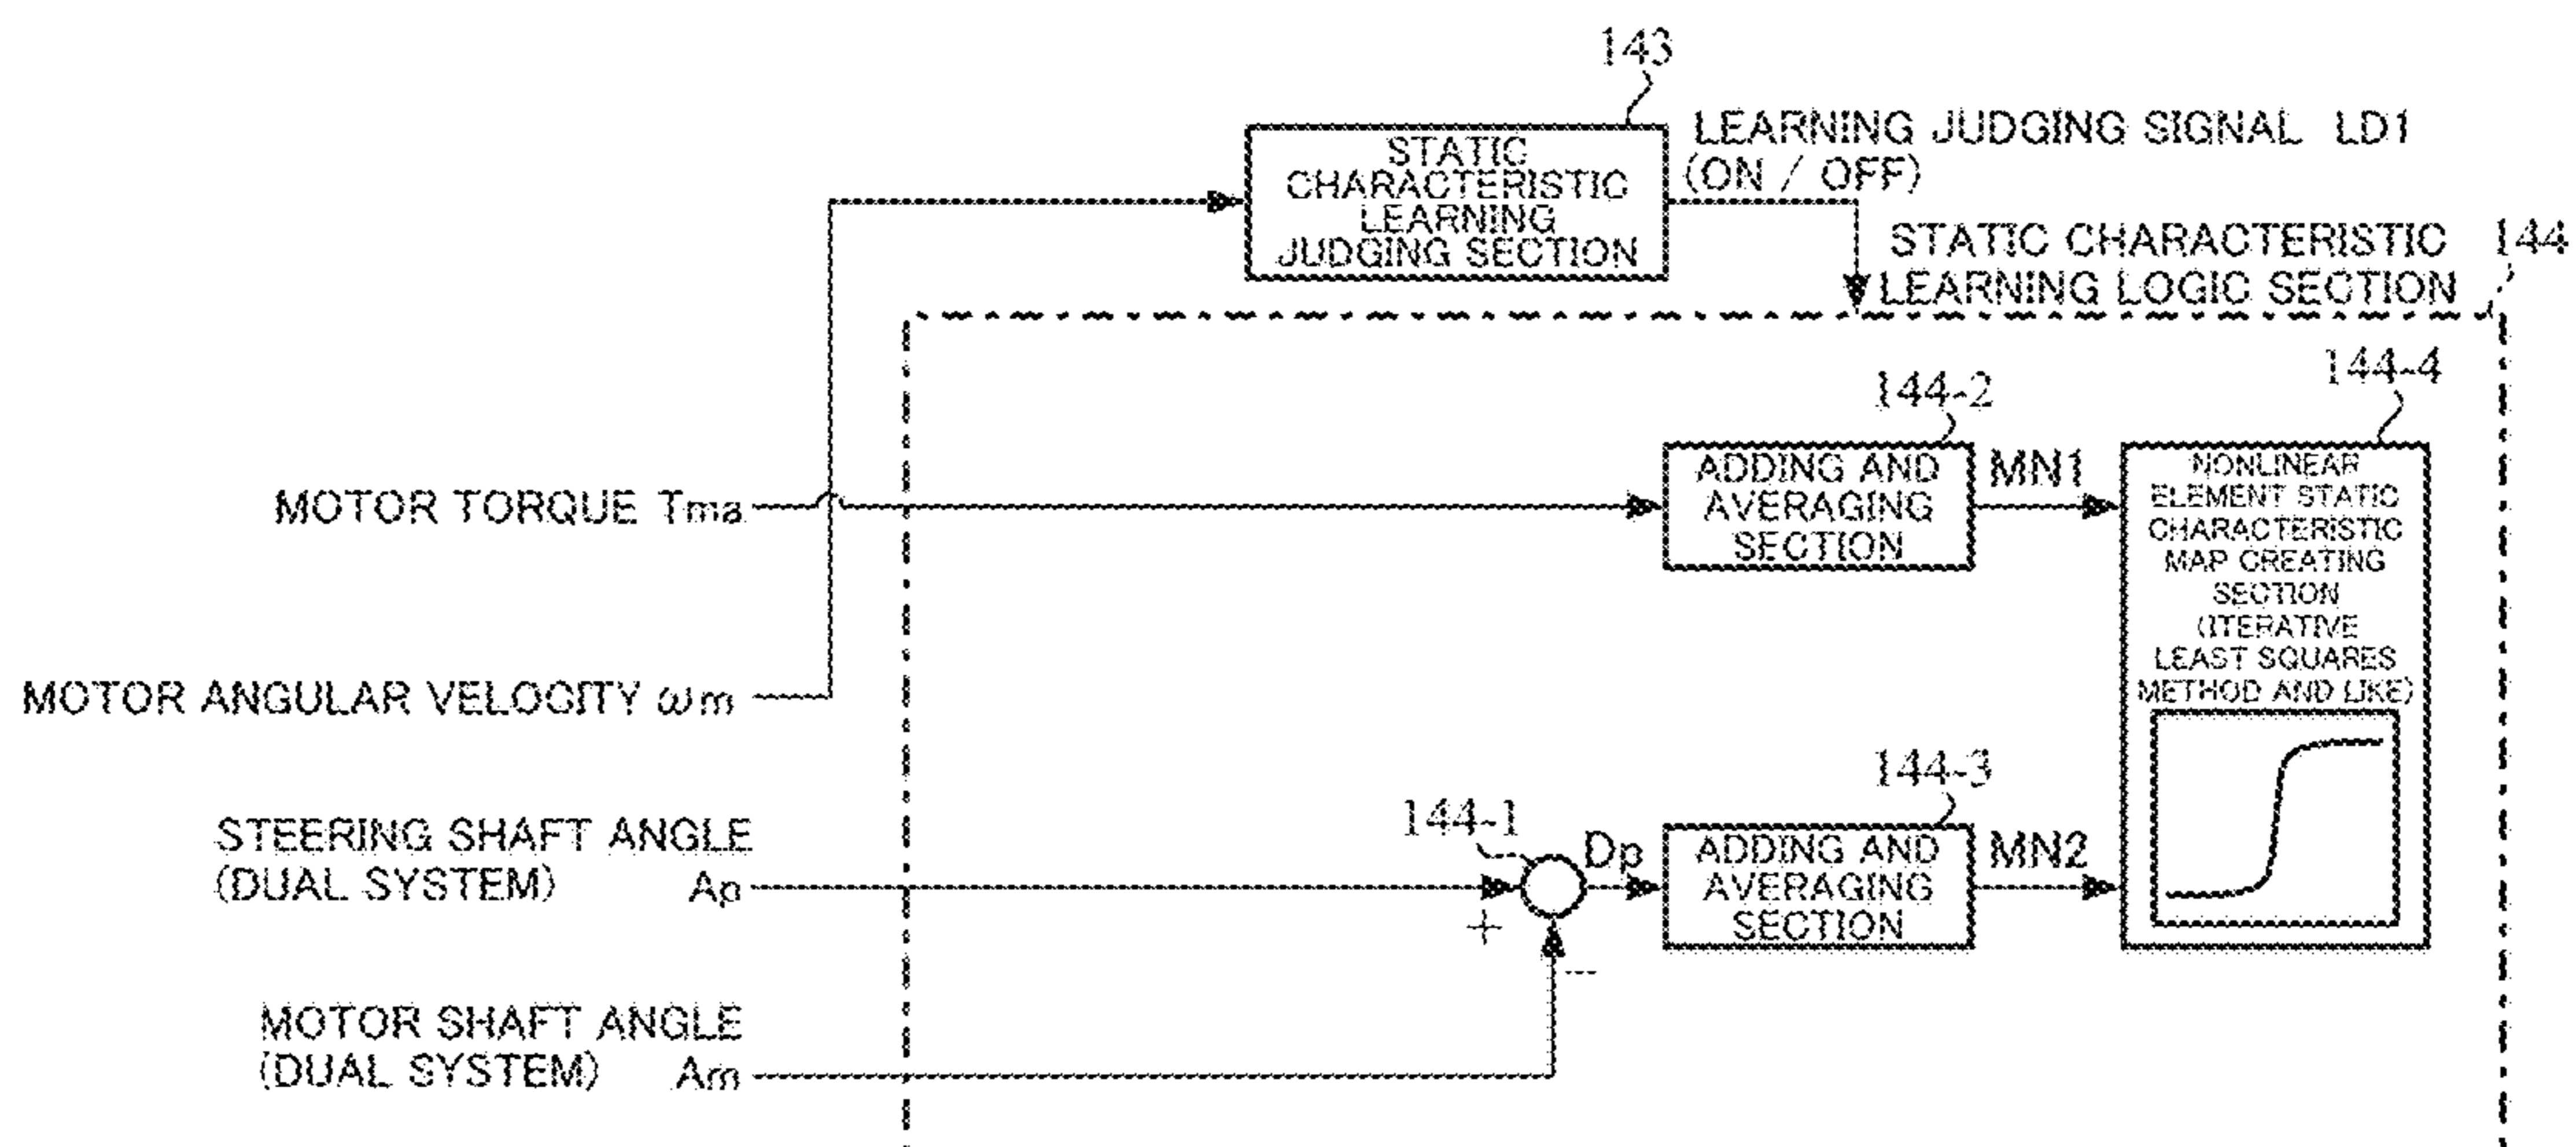 143
STATIC
CHARACTERISTIC
LEARNING
JUDGING SECTION
LEARNING JUDGING SIGNAL LD1
(ON / OFF)
STATIC CHARACTERISTIC
LEARNING LOGIC SECTION
144
MOTOR TORQUE Tma
144-2
ADDING AND
AVERAGING
SECTION
MN1
144-4
NONLINEAR
ELEMENT STATIC
CHARACTERISTIC
MAP CREATING
SECTION
(ITERATIVE
LEAST SQUARES
METHOD AND LIKE)
MOTOR ANGULAR VELOCITY ωm
STEERING SHAFT ANGLE
(DUAL SYSTEM) Ap
144-1
+
-
Dp
144-3
ADDING AND
AVERAGING
SECTION
MN2
MOTOR SHAFT ANGLE
(DUAL SYSTEM) Am